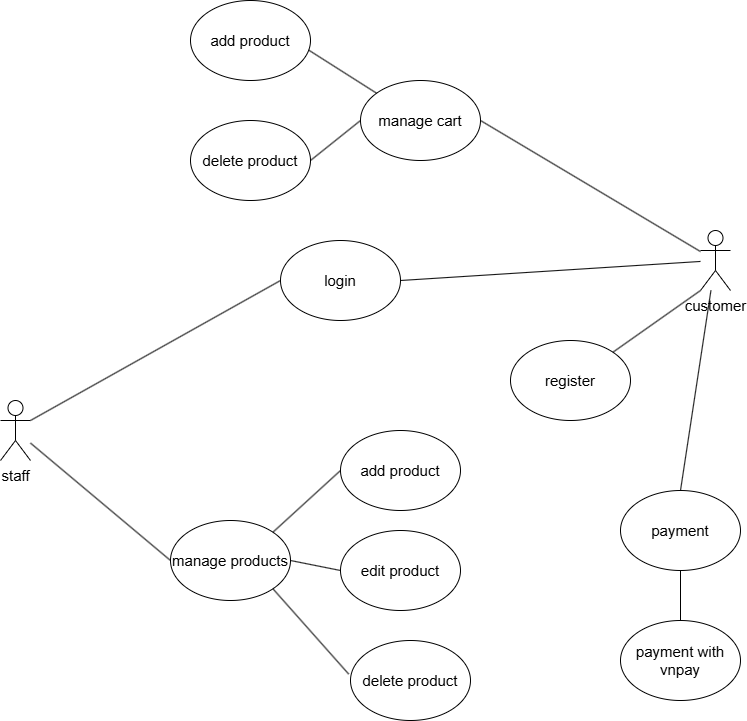 add product
manage cart
delete product
login
customer
register
staff
add product
payment
manage products
edit product
payment with
vnpay
delete product